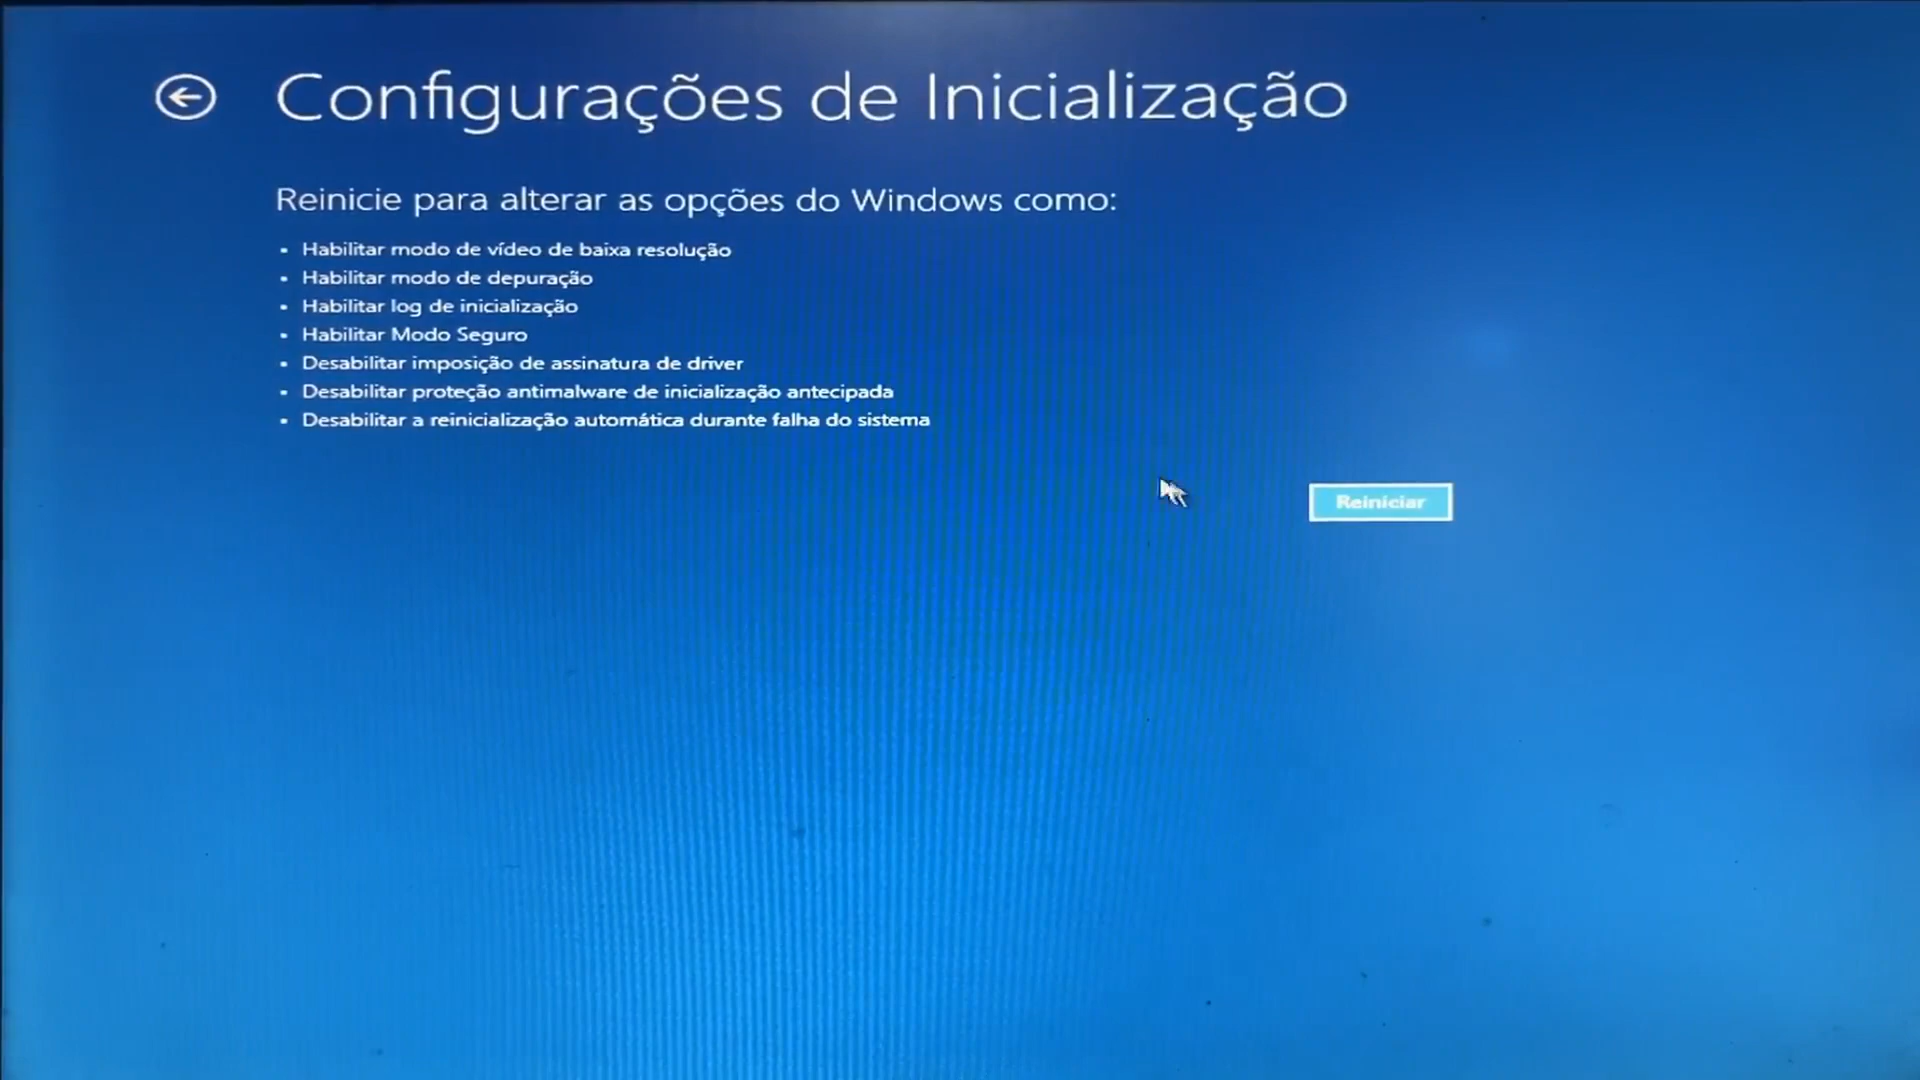 Configurações de Inicialização
Reinicie para alterar as opções do Windows como:
Habilitar modo de vídeo de baixa resolução
Habilitar modo de depuração
Habilitar log de inicialização
Habilitar Modo Seguro
Desabilitar imposição de assinatura de driver
Desabilitar proteção antimalware de inicialização antecipada
Desabilitar a reinicialização automática durante falha do sistema
Reiniciar